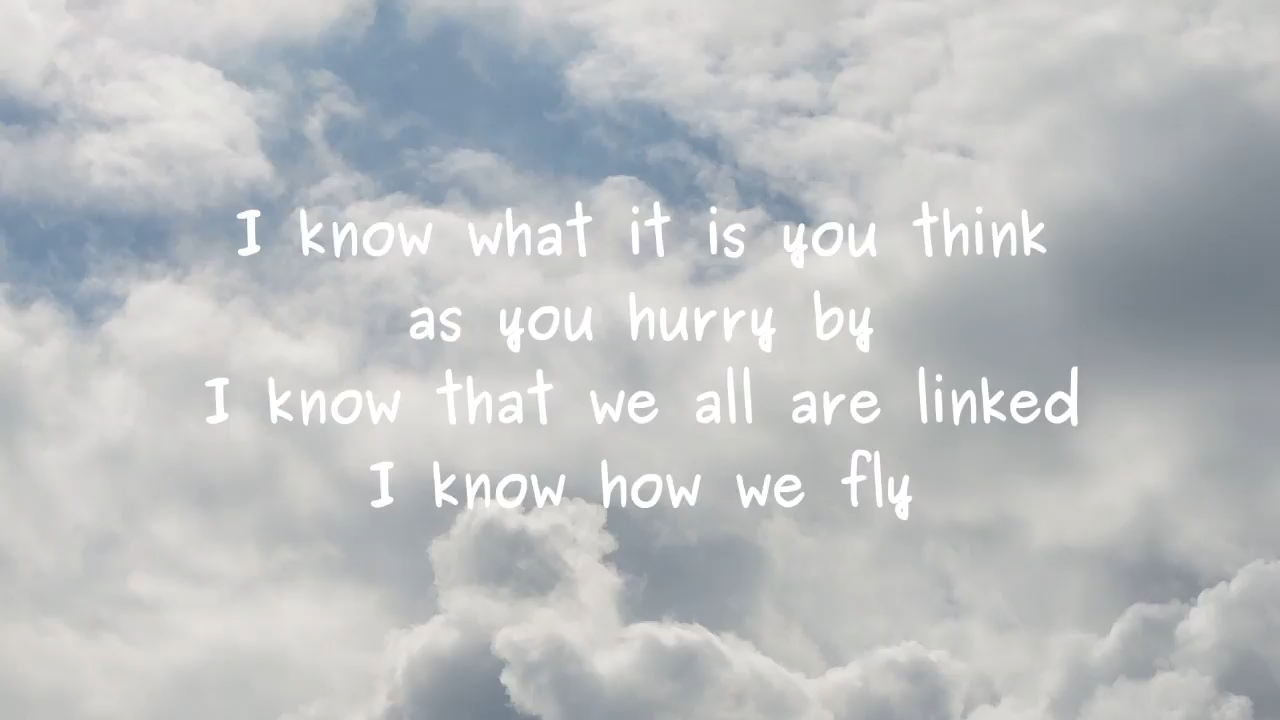 I know what it is you think
as you hurry by
I know that we all are linked
I know how we fly